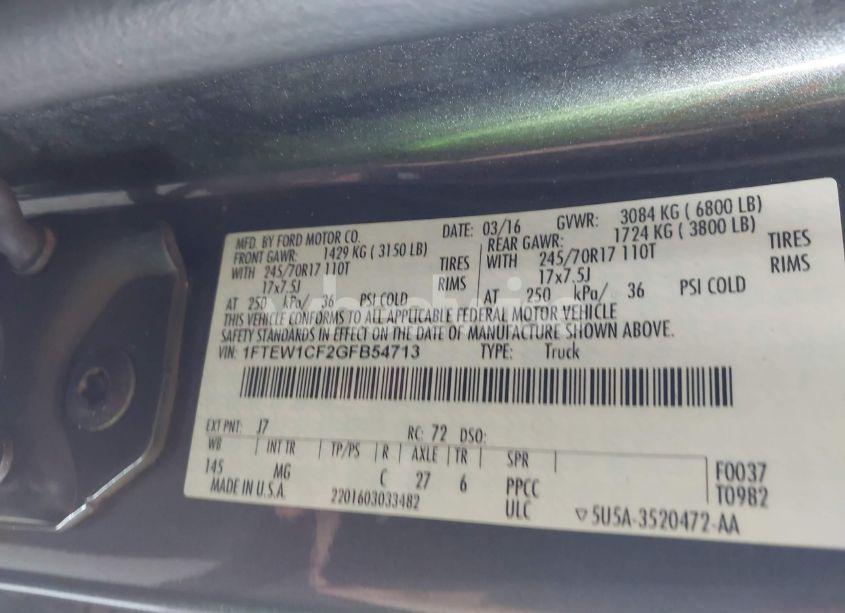 MFD. BY FORD MOTOR CO. DATE: 03/16 GVWR: 3084 KG ( 6800 LB)
FRONT GAWR: 1429 KG ( 3150 LB) REAR GAWR: 1724 KG ( 3800 LB)
WITH 245/70R17 110T TIRES WITH 245/70R17 110T TIRES
17x7.5J RIMS 17x7.5J RIMS
AT 250 kPa/ 36 PSI COLD AT 250 kPa/ 36 PSI COLD
THIS VEHICLE CONFORMS TO ALL APPLICABLE FEDERAL MOTOR VEHICLE
SAFETY STANDARDS IN EFFECT ON THE DATE OF MANUFACTURE SHOWN ABOVE.
VIN: 1FTEW1CF2GFB54713 TYPE: Truck
EXT PNT: J7 RC: 72 DSO:
WB INT TR TP/PS R AXLE TR SPR F0037
145 MG C 27 6 PPCC T0982
MADE IN U.S.A. 2201603033482 ULC ▽5U5A-3520472-AA